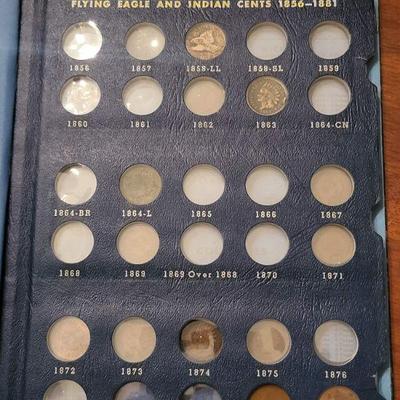 FLYING EAGLE AND INDIAN CENTS 1856–1881
1856 1857 1858-LL 1858-SL 1859
1860 1861 1862 1863 1864-CN
1864-BR 1864-L 1865 1866 1867
1868 1869 1869 Over 1868 1870 1871
1872 1873 1874 1875 1876